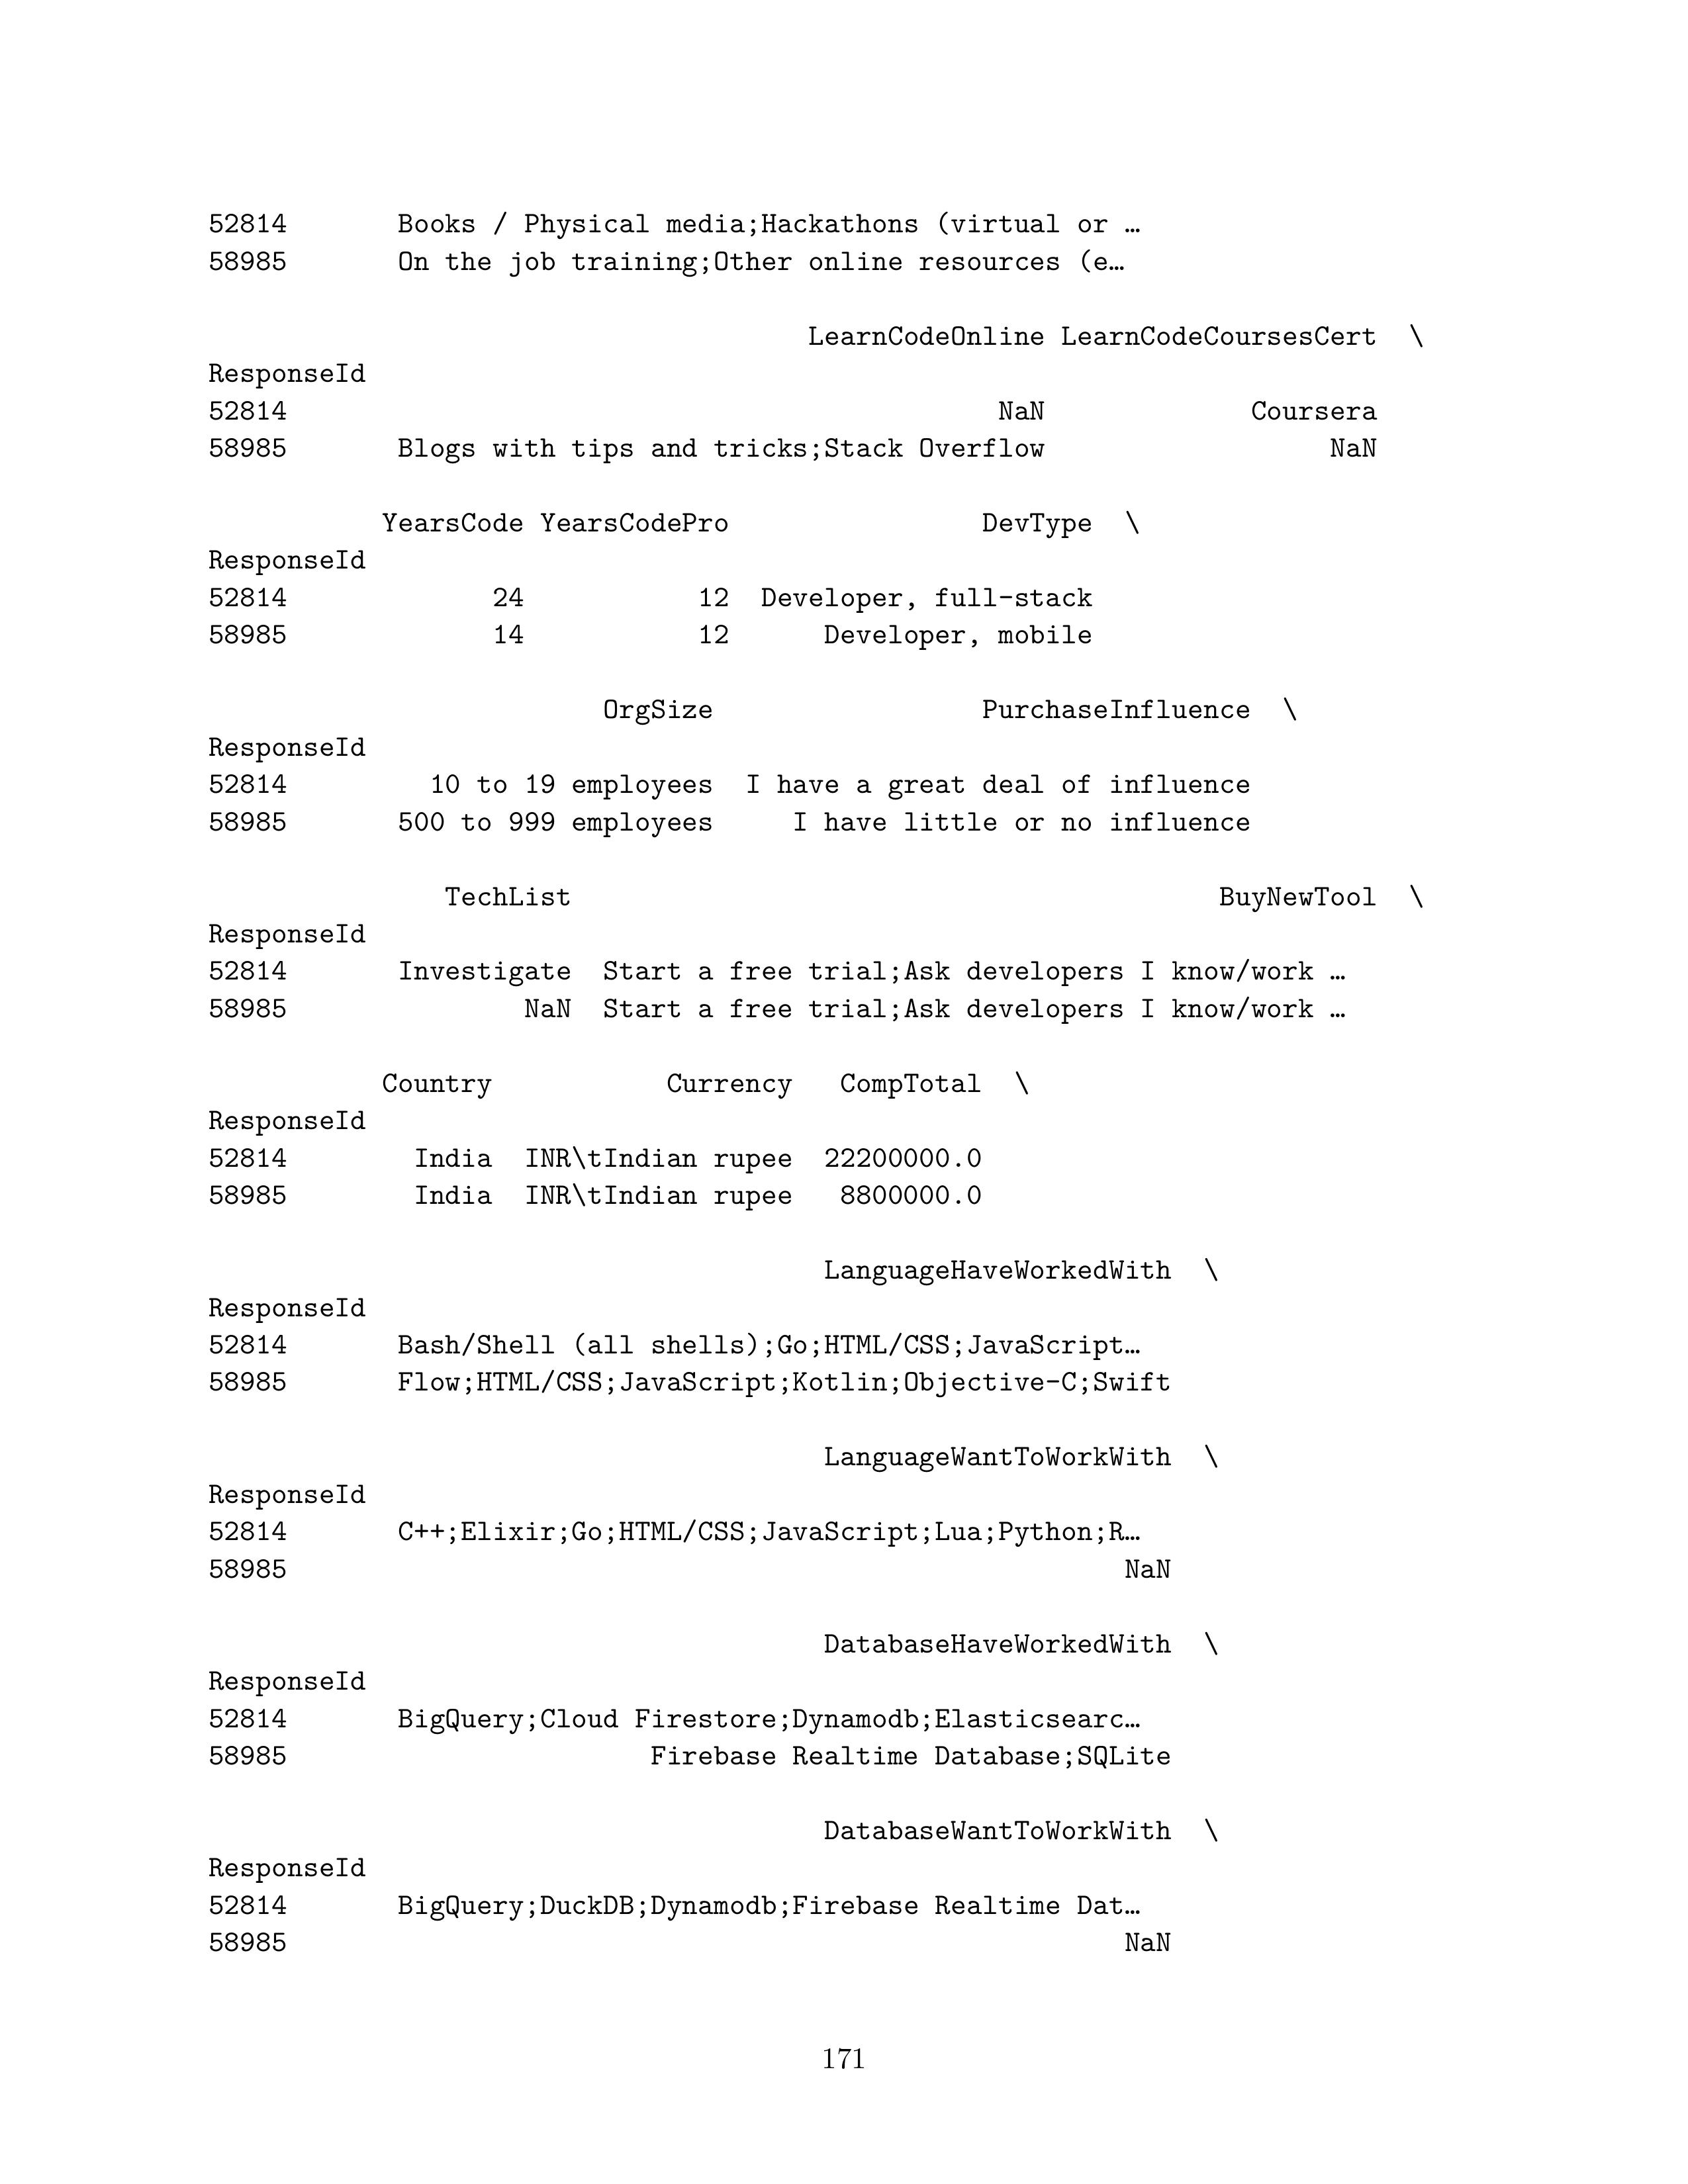 52814 Books / Physical media;Hackathons (virtual or …
58985 On the job training;Other online resources (e…
LearnCodeOnline LearnCodeCoursesCert \
ResponseId
52814 NaN Coursera
58985 Blogs with tips and tricks;Stack Overflow NaN
YearsCode YearsCodePro DevType \
ResponseId
52814 24 12 Developer, full-stack
58985 14 12 Developer, mobile
OrgSize PurchaseInfluence \
ResponseId
52814 10 to 19 employees I have a great deal of influence
58985 500 to 999 employees I have little or no influence
TechList BuyNewTool \
ResponseId
52814 Investigate Start a free trial;Ask developers I know/work …
58985 NaN Start a free trial;Ask developers I know/work …
Country Currency CompTotal \
ResponseId
52814 India INR\tIndian rupee 22200000.0
58985 India INR\tIndian rupee 8800000.0
LanguageHaveWorkedWith \
ResponseId
52814 Bash/Shell (all shells);Go;HTML/CSS;JavaScript…
58985 Flow;HTML/CSS;JavaScript;Kotlin;Objective-C;Swift
LanguageWantToWorkWith \
ResponseId
52814 C++;Elixir;Go;HTML/CSS;JavaScript;Lua;Python;R…
58985 NaN
DatabaseHaveWorkedWith \
ResponseId
52814 BigQuery;Cloud Firestore;Dynamodb;Elasticsearc…
58985 Firebase Realtime Database;SQLite
DatabaseWantToWorkWith \
ResponseId
52814 BigQuery;DuckDB;Dynamodb;Firebase Realtime Dat…
58985 NaN
171